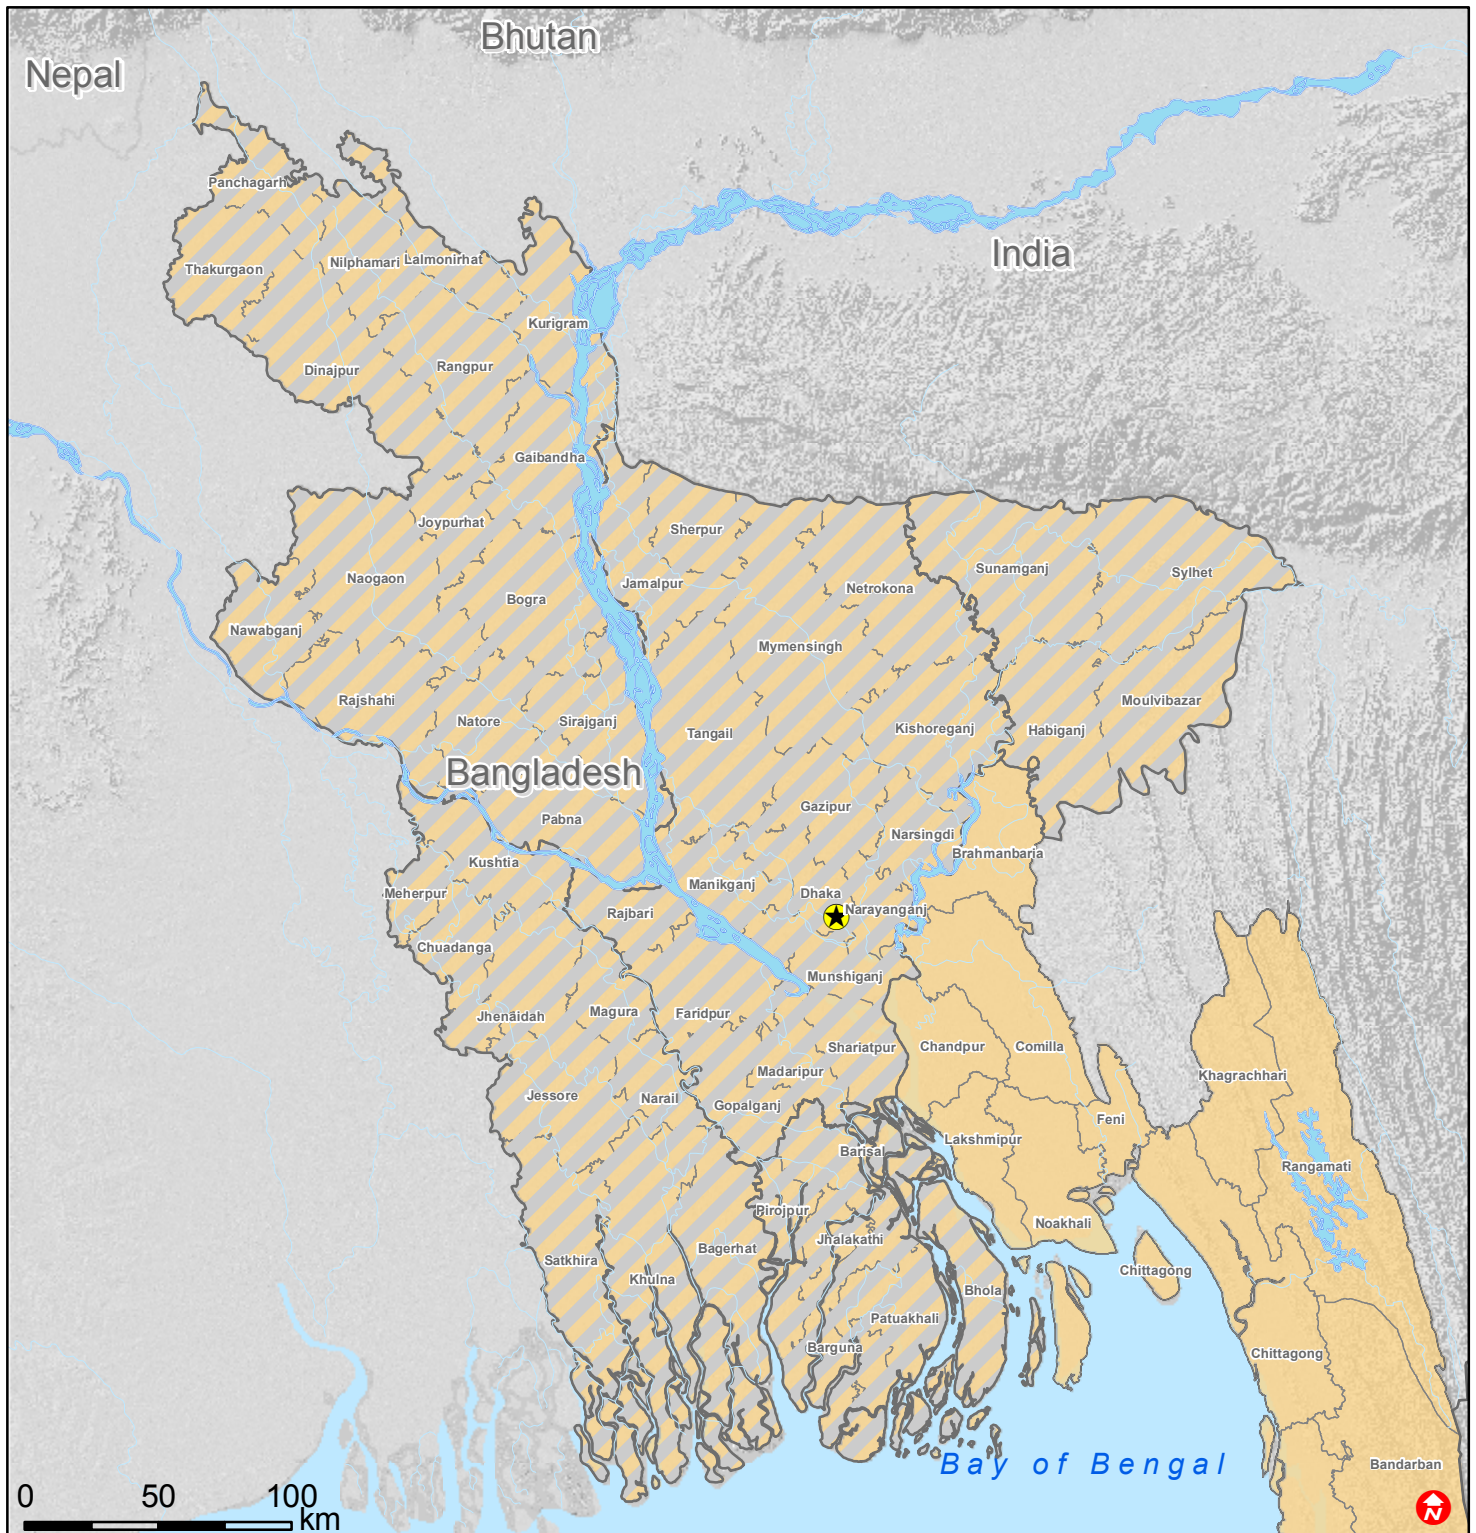 Bhutan
Nepal
Panchagarh
India
Thakurgaon
Nilphamari
Lalmonirhat
Kurigram
Dinajpur
Rangpur
Gaibandha
Joypurhat
Sherpur
Sunamganj
Sylhet
Naogaon
Jamalpur
Netrokona
Bogra
Nawabganj
Mymensingh
Rajshahi
Moulvibazar
Natore
Sirajganj
Tangail
Kishoreganj
Habiganj
Bangladesh
Gazipur
Pabna
Narsingdi
Brahmanbaria
Kushtia
Manikganj
Dhaka
Meherpur
Rajbari
Narayanganj
Chuadanga
Munshiganj
Jhenaidah
Magura
Faridpur
Shariatpur
Chandpur
Comilla
Madaripur
Khagrachhari
Jessore
Narail
Gopalganj
Feni
Barisal
Lakshmipur
Rangamati
Pirojpur
Noakhali
Jhalakathi
Bagerhat
Satkhira
Khulna
Chittagong
Bhola
Patuakhali
Barguna
Chittagong
Bay of Bengal
Bandarban
0 50 100
km
N